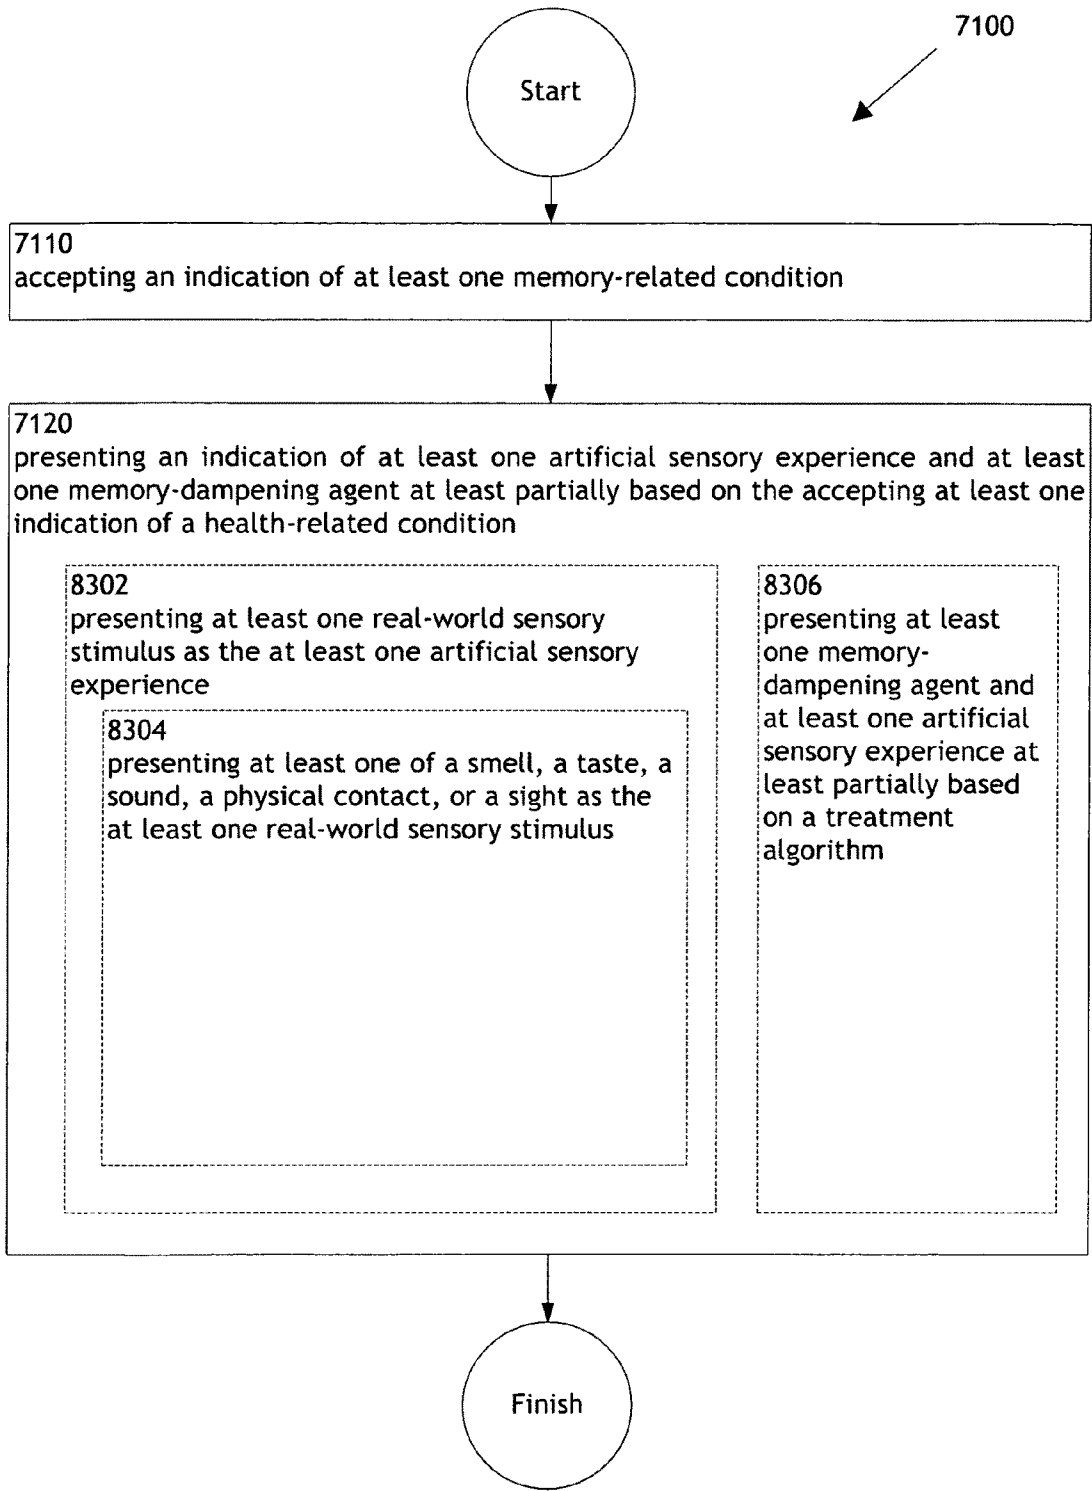 7100
Start
7110
accepting an indication of at least one memory-related condition
7120
presenting an indication of at least one artificial sensory experience and at least
one memory-dampening agent at least partially based on the accepting at least one
indication of a health-related condition
8302
presenting at least one real-world sensory
stimulus as the at least one artificial sensory
experience
8304
presenting at least one of a smell, a taste, a
sound, a physical contact, or a sight as the
at least one real-world sensory stimulus
8306
presenting at least
one memory-
dampening agent and
at least one artificial
sensory experience at
least partially based
on a treatment
algorithm
Finish